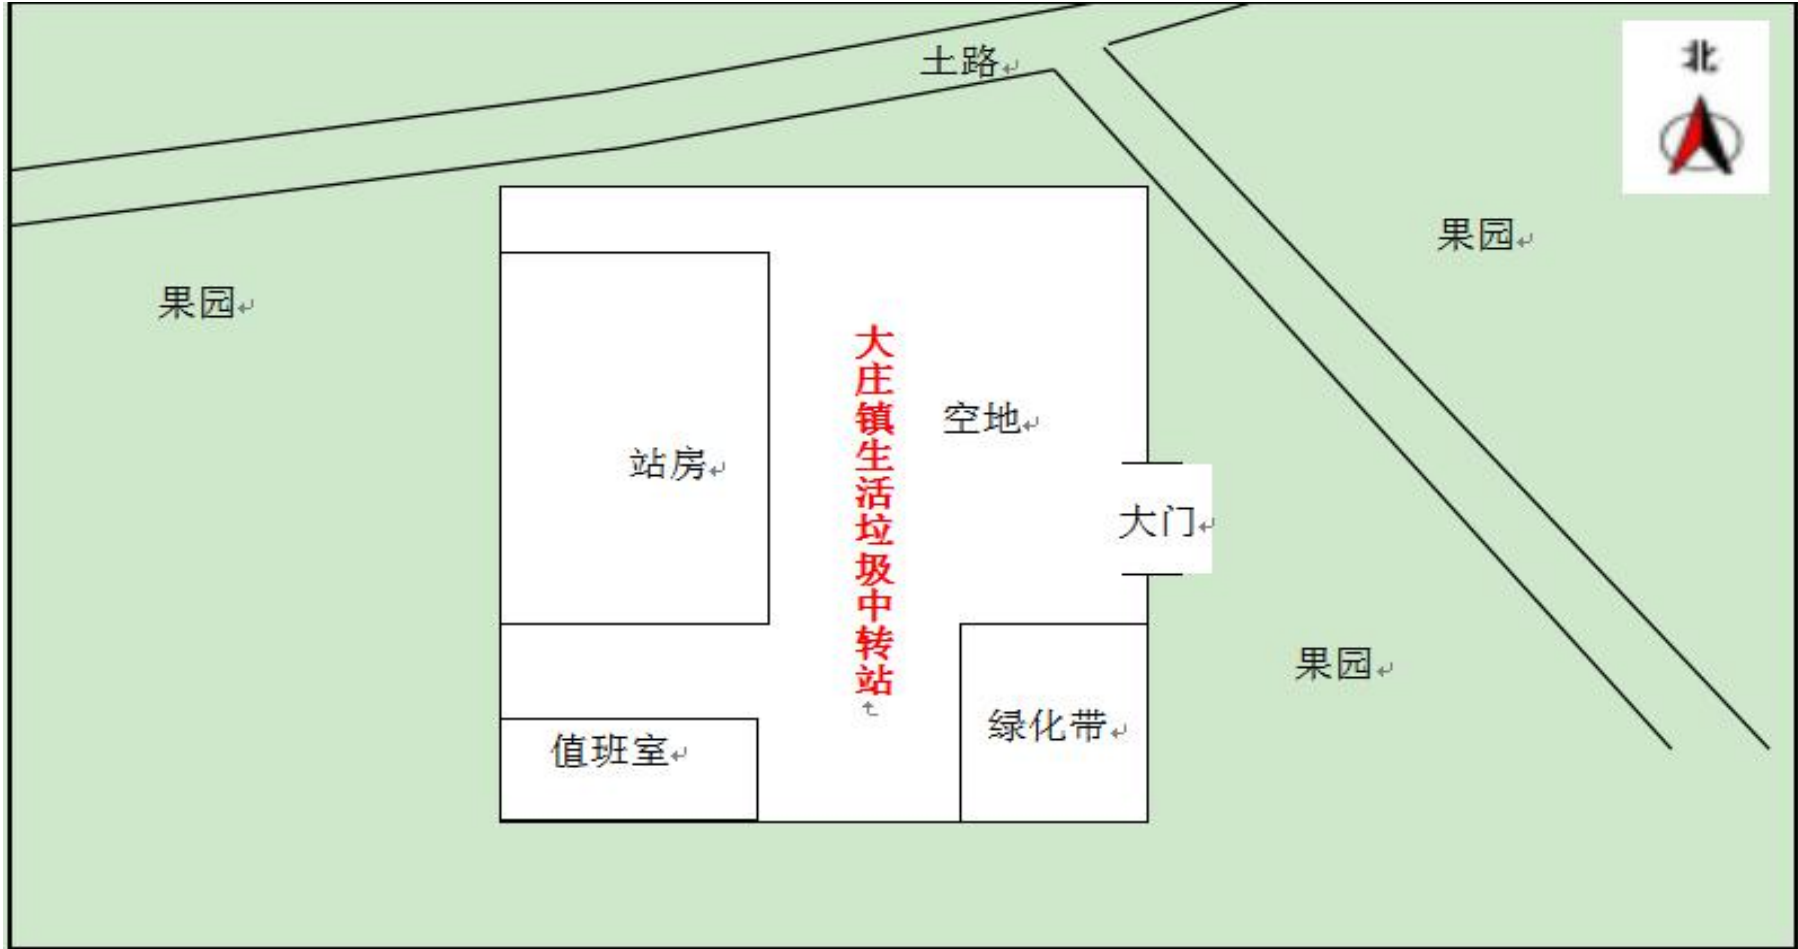 土路
北
果园
果园
大庄镇生活垃圾中转站
空地
站房
大门
果园
绿化带
值班室